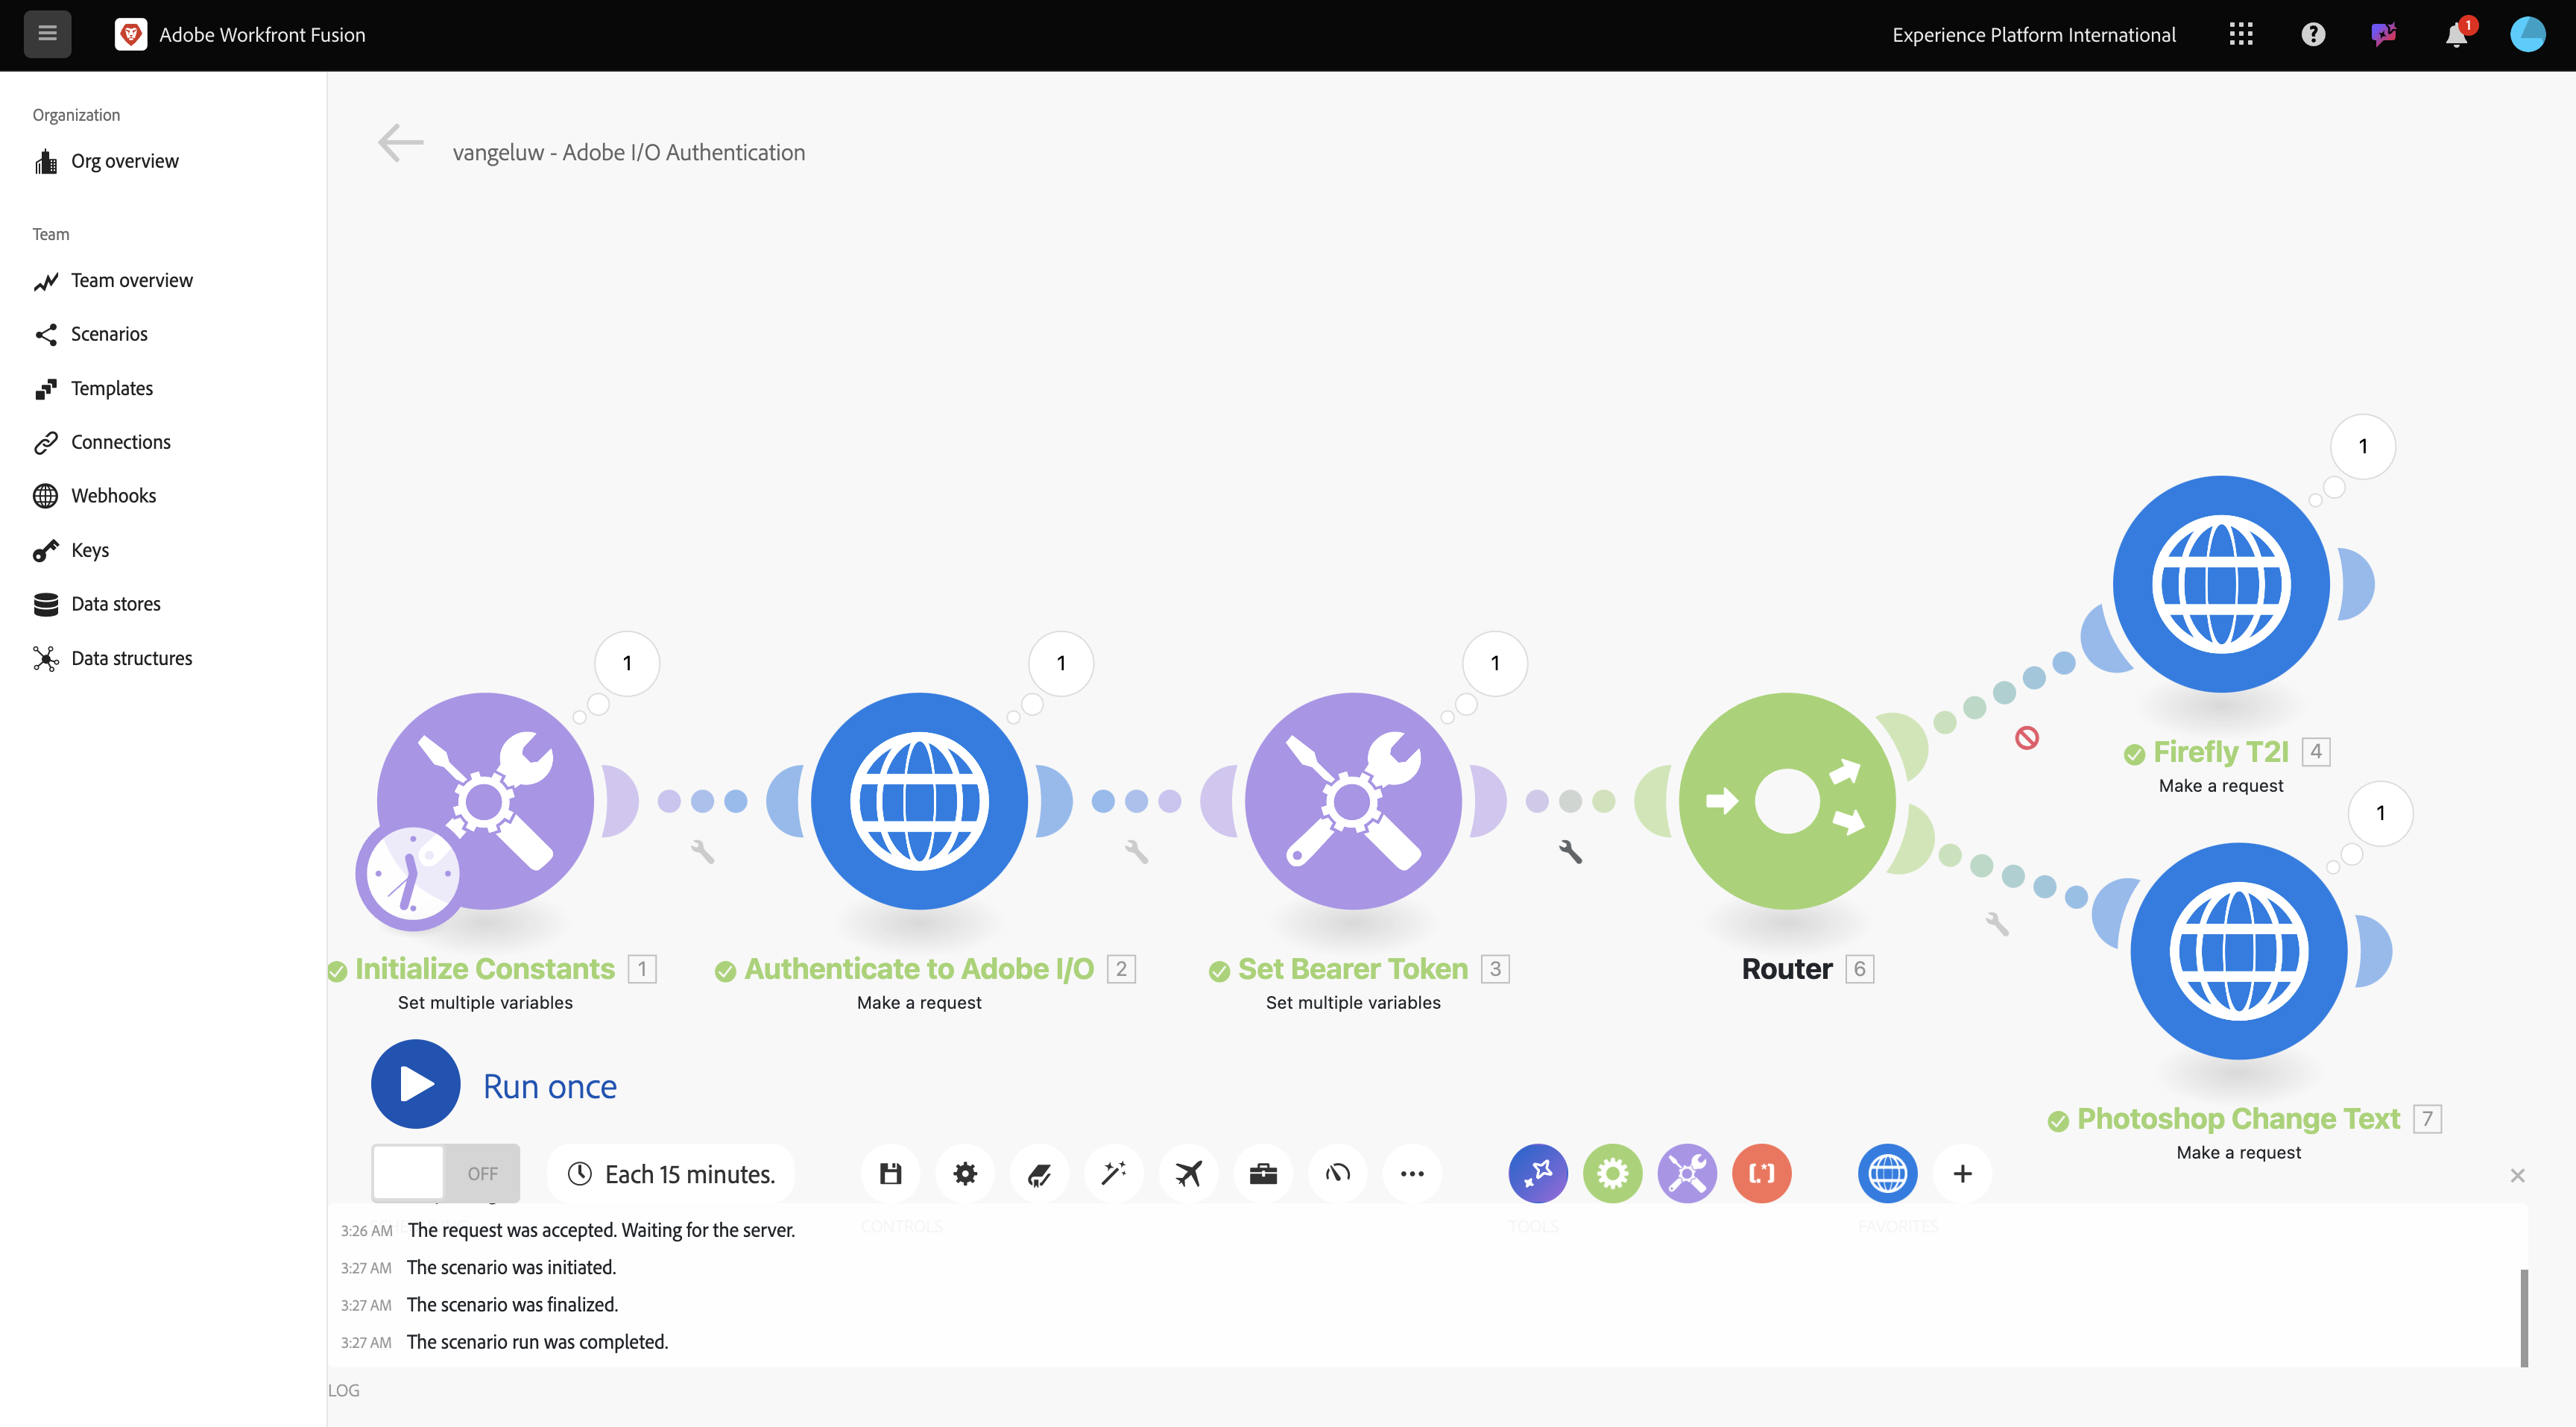 Adobe Workfront Fusion
Experience Platform International
1
Organization
Org overview
Team
Team overview
Scenarios
Templates
Connections
Webhooks
Keys
Data stores
Data structures
vangeluw - Adobe I/O Authentication
1
1
1
1
Firefly T2I 4
Make a request
1
Initialize Constants 1
Set multiple variables
Authenticate to Adobe I/O 2
Make a request
Set Bearer Token 3
Set multiple variables
Router 6
Photoshop Change Text 7
Make a request
Run once
OFF
Each 15 minutes.
CONTROLS
TOOLS
FAVORITES
3:26 AM The request was accepted. Waiting for the server.
3:27 AM The scenario was initiated.
3:27 AM The scenario was finalized.
3:27 AM The scenario run was completed.
LOG